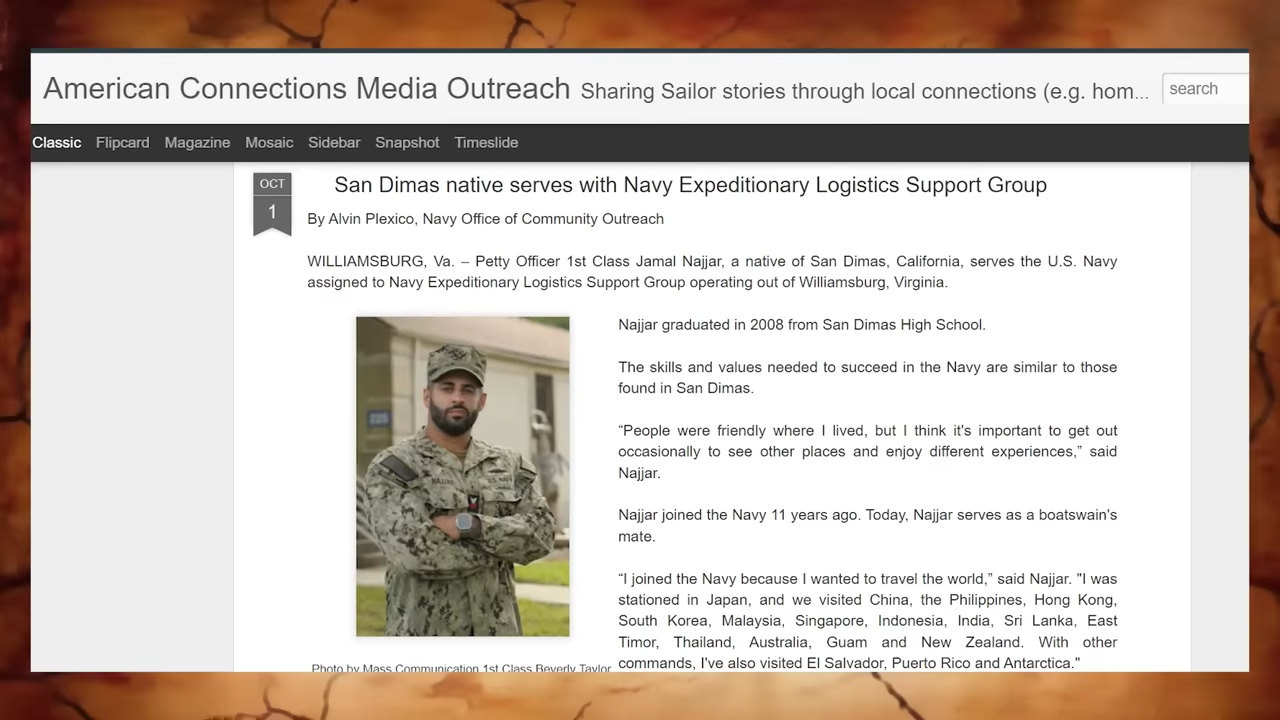 American Connections Media Outreach Sharing Sailor stories through local connections (e.g. hom... search
Classic Flipcard Magazine Mosaic Sidebar Snapshot Timeslide
OCT
1
San Dimas native serves with Navy Expeditionary Logistics Support Group
By Alvin Plexico, Navy Office of Community Outreach
WILLIAMSBURG, Va. – Petty Officer 1st Class Jamal Najjar, a native of San Dimas, California, serves the U.S. Navy
assigned to Navy Expeditionary Logistics Support Group operating out of Williamsburg, Virginia.
Najjar graduated in 2008 from San Dimas High School.
The skills and values needed to succeed in the Navy are similar to those
found in San Dimas.
“People were friendly where I lived, but I think it's important to get out
occasionally to see other places and enjoy different experiences,” said
Najjar.
Najjar joined the Navy 11 years ago. Today, Najjar serves as a boatswain's
mate.
“I joined the Navy because I wanted to travel the world,” said Najjar. "I was
stationed in Japan, and we visited China, the Philippines, Hong Kong,
South Korea, Malaysia, Singapore, Indonesia, India, Sri Lanka, East
Timor, Thailand, Australia, Guam and New Zealand. With other
commands, I've also visited El Salvador, Puerto Rico and Antarctica."
Photo by Mass Communication 1st Class Beverly Taylor